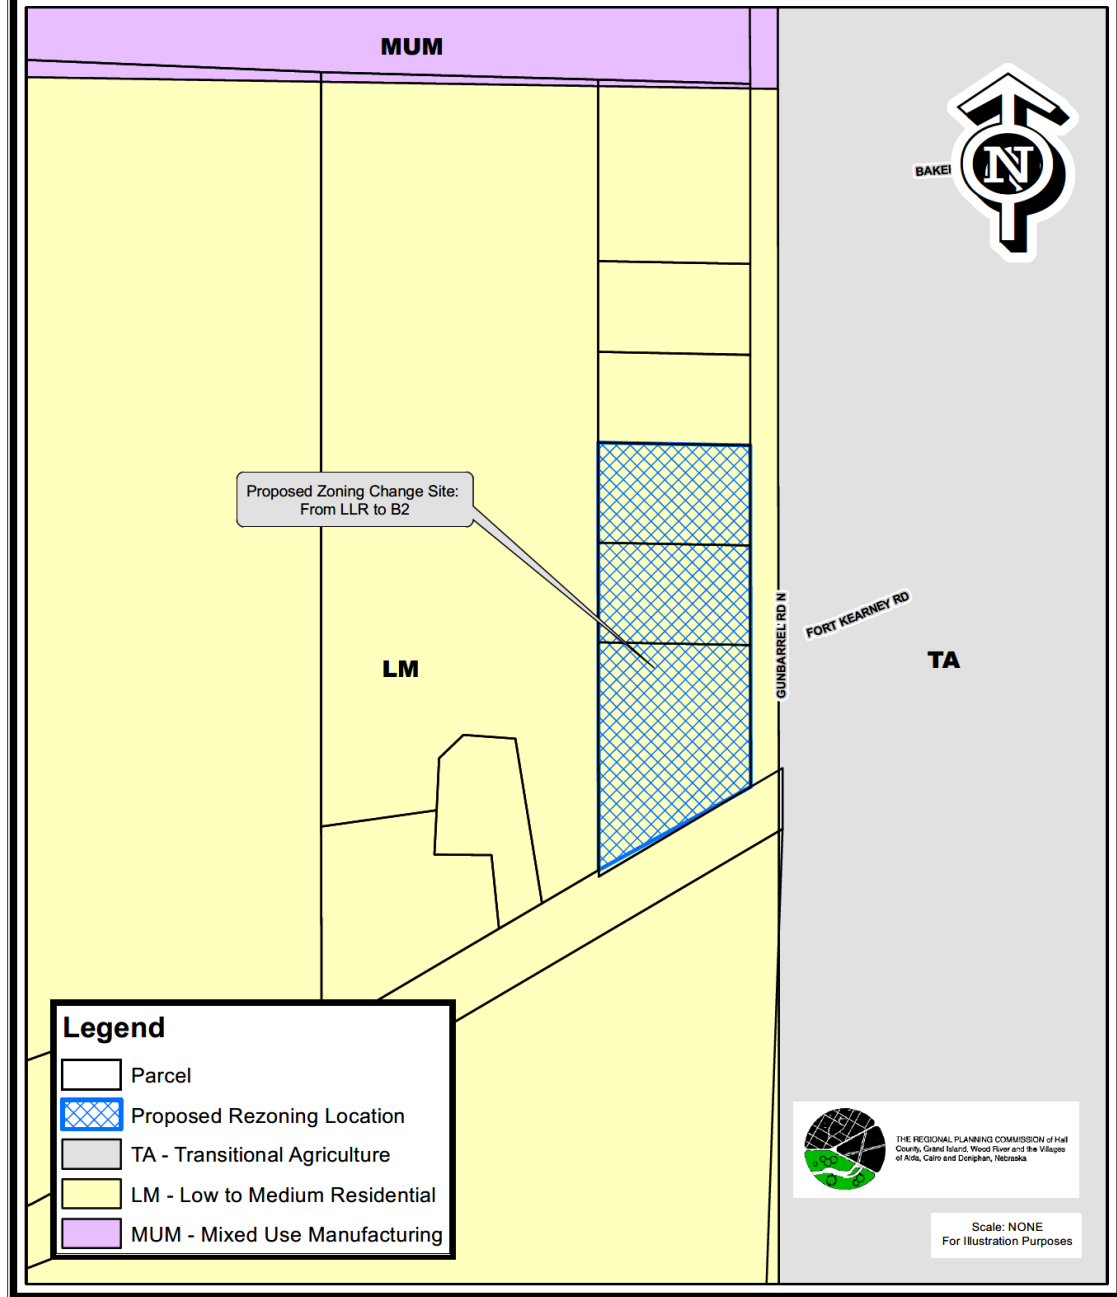 MUM
N
Proposed Zoning Change Site:
From LLR to B2
GUNBARREL RD N
FORT KEARNEY RD
LM
TA
Legend
Parcel
Proposed Rezoning Location
TA - Transitional Agriculture
LM - Low to Medium Residential
MUM - Mixed Use Manufacturing
THE REGIONAL PLANNING COMMISSION of Hall
County, Grand Island, Wood River and the Villages
of Alda, Cairo and Doniphan, Nebraska
Scale: NONE
For Illustration Purposes